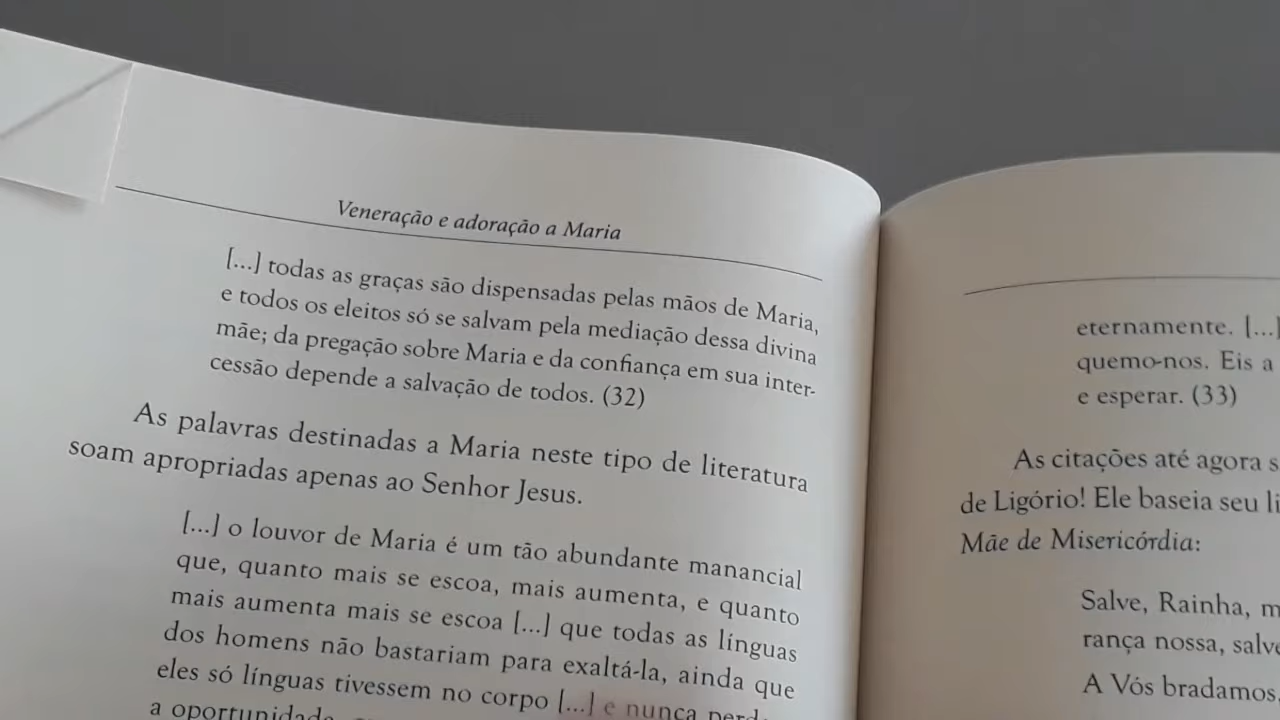 Veneração e adoração a Maria
[...] todas as graças são dispensadas pelas mãos de Maria,
e todos os eleitos só se salvam pela mediação dessa divina
mãe; da pregação sobre Maria e da confiança em sua inter-
cessão depende a salvação de todos. (32)
As palavras destinadas a Maria neste tipo de literatura
soam apropriadas apenas ao Senhor Jesus.
[...] o louvor de Maria é um tão abundante manancial
que, quanto mais se escoa, mais aumenta, e quanto
mais aumenta mais se escoa [...] que todas as línguas
dos homens não bastariam para exaltá-la, ainda que
eles só línguas tivessem no corpo [...] e nunca
a oportunidade
eternamente. [...]
quemo-nos. Eis a
e esperar. (33)
As citações até agora s
de Ligório! Ele baseia seu li
Mãe de Misericórdia:
Salve, Rainha, m
rança nossa, salve
A Vós bradamos,